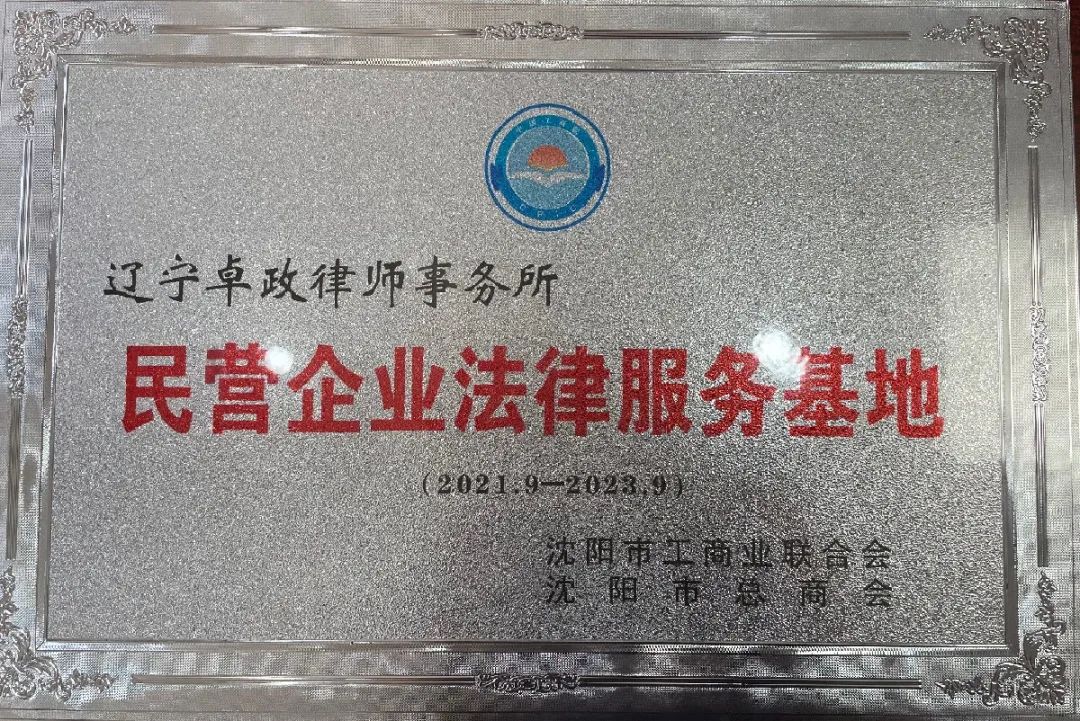 辽宁卓政律师事务所
民营企业法律服务基地
(2021.9—2023.9)
沈阳市工商业联合会
沈阳市总商会